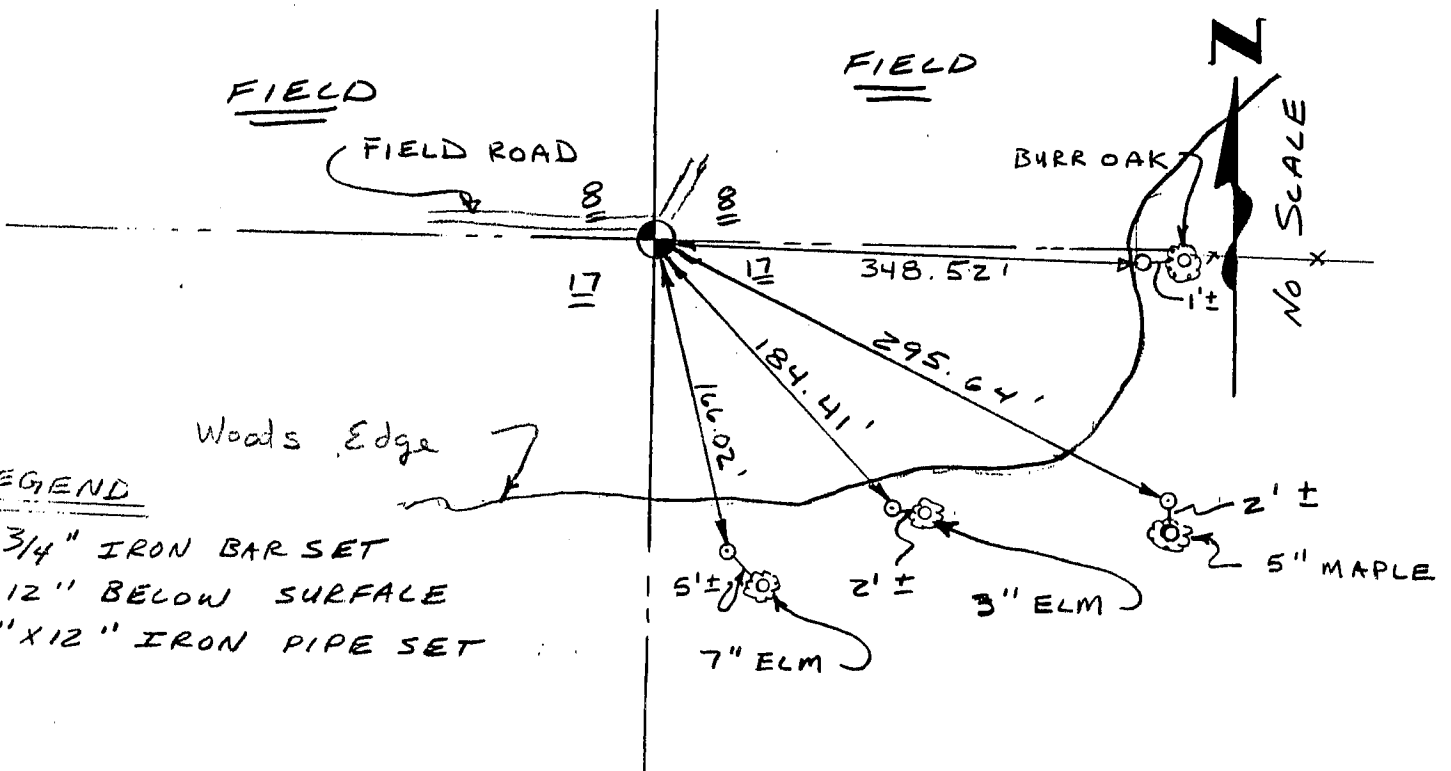 FIELD
FIELD
FIELD ROAD
BURR OAK
N
NO SCALE
8
8
17
17
348.52'
1'±
295.64'
184.41'
166.02'
Woods Edge
EGEND
3/4" IRON BAR SET
12" BELOW SURFALE
"X12" IRON PIPE SET
5'±
2'±
2'±
7" ELM
3" ELM
5" MAPLE